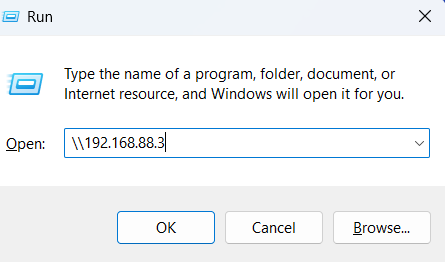 Run
Type the name of a program, folder, document, or
Internet resource, and Windows will open it for you.
Open: \\192.168.88.3
OK Cancel Browse...